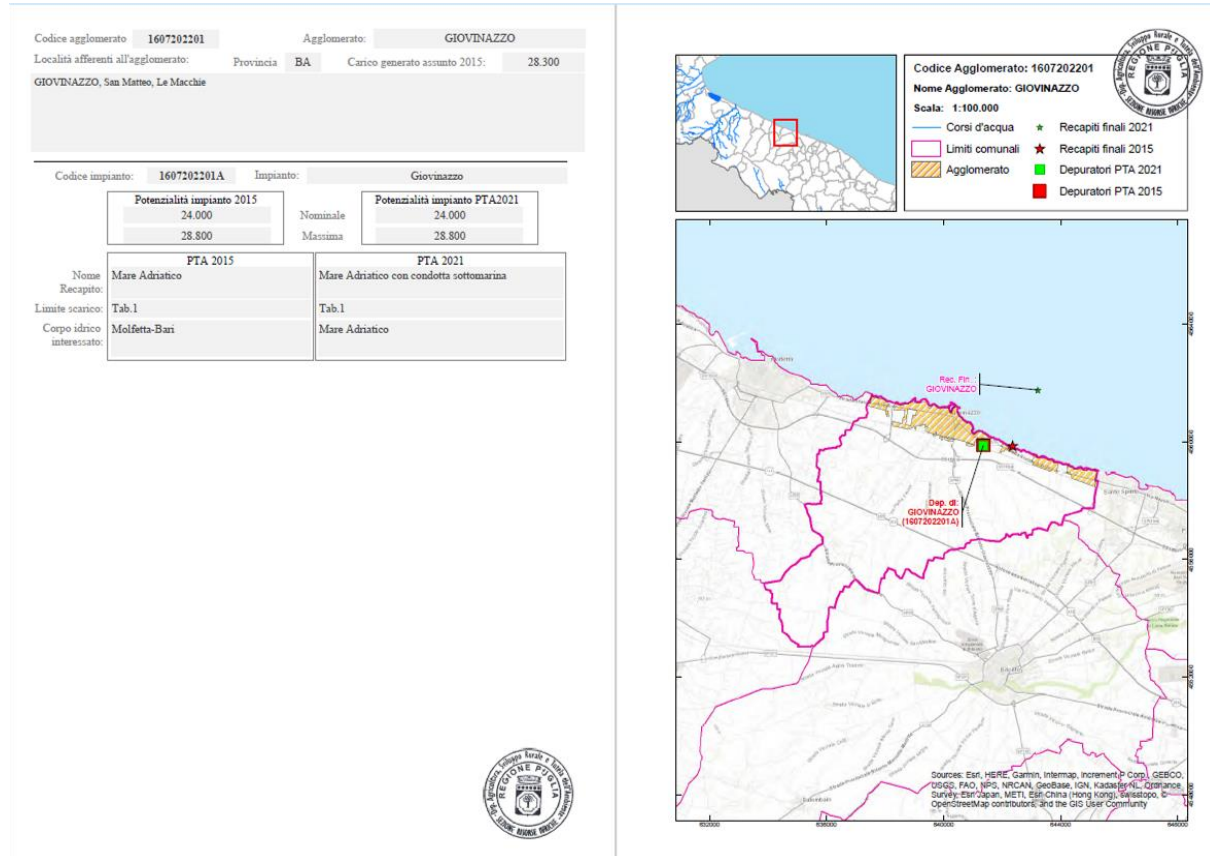 Codice agglomerato 1607202201 Agglomerato: GIOVINAZZO
Località afferenti all'agglomerato: Provincia BA Carico generato assunto 2015: 28.300
GIOVINAZZO, San Matteo, Le Macchie
Codice impianto: 1607202201A Impianto: Giovinazzo
Potenzialità impianto 2015 Potenzialità impianto PTA2021
24.000 Nominale 24.000
28.800 Massima 28.800
PTA 2015 PTA 2021
Nome Recapito: Mare Adriatico Mare Adriatico con condotta sottomarina
Limite scarico: Tab.1 Tab.1
Corpo idrico interessato: Molfetta-Bari Mare Adriatico
REGIONE PUGLIA
Codice Agglomerato: 1607202201
Nome Agglomerato: GIOVINAZZO
Scala: 1:100.000
Corsi d'acqua Recapiti finali 2021
Limiti comunali Recapiti finali 2015
Agglomerato Depuratori PTA 2021
Depuratori PTA 2015
REGIONE PUGLIA
Rec. Fin.:
GIOVINAZZO
Dep. di:
GIOVINAZZO
(1607202201A)
Sources: Esri, HERE, Garmin, Intermap, increment P Corp., GEBCO,
USGS, FAO, NPS, NRCAN, GeoBase, IGN, Kadaster NL, Ordnance
Survey, Esri Japan, METI, Esri China (Hong Kong), swisstopo, ©
OpenStreetMap contributors, and the GIS User Community
632000 636000 640000 644000 648000